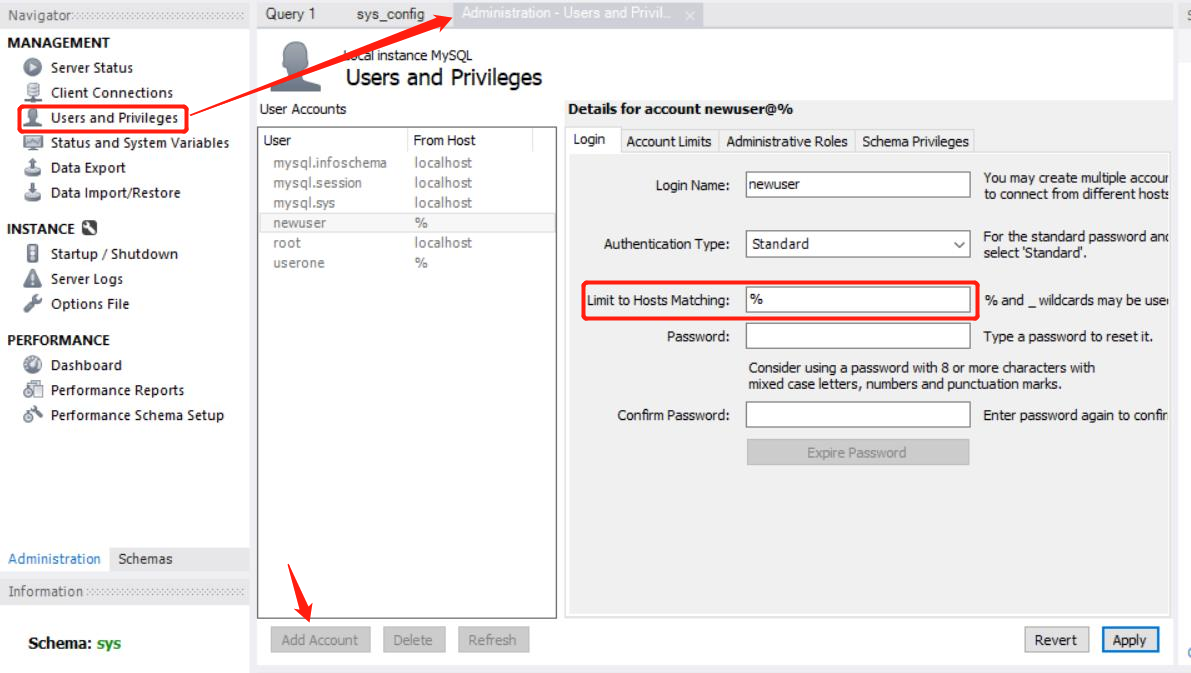 Navigator
MANAGEMENT
Server Status
Client Connections
Users and Privileges
Status and System Variables
Data Export
Data Import/Restore
INSTANCE
Startup / Shutdown
Server Logs
Options File
PERFORMANCE
Dashboard
Performance Reports
Performance Schema Setup
Administration Schemas
Information
Schema: sys
Query 1 sys_config Administration - Users and Privil..
Local instance MySQL
Users and Privileges
User Accounts
User From Host
mysql.infoschema localhost
mysql.session localhost
mysql.sys localhost
newuser %
root localhost
userone %
Add Account Delete Refresh
Details for account newuser@%
Login Account Limits Administrative Roles Schema Privileges
Login Name: newuser
You may create multiple accour
to connect from different hosts
Authentication Type: Standard
For the standard password and
select 'Standard'.
Limit to Hosts Matching: %
% and _ wildcards may be use
Password:
Type a password to reset it.
Consider using a password with 8 or more characters with
mixed case letters, numbers and punctuation marks.
Confirm Password:
Enter password again to confir
Expire Password
Revert Apply